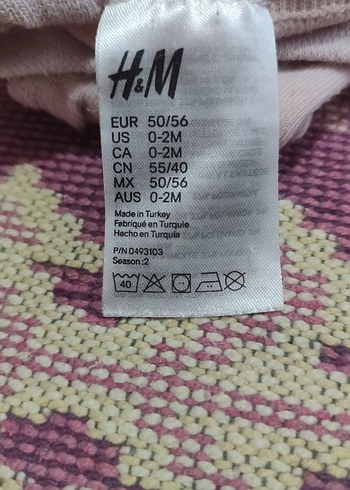 H&M
EUR 50/56
US 0-2M
CA 0-2M
CN 55/40
MX 50/56
AUS 0-2M
Made in Turkey
Fabriqué en Turquie
Hecho en Turquía
P/N 0493103
Season:2
40